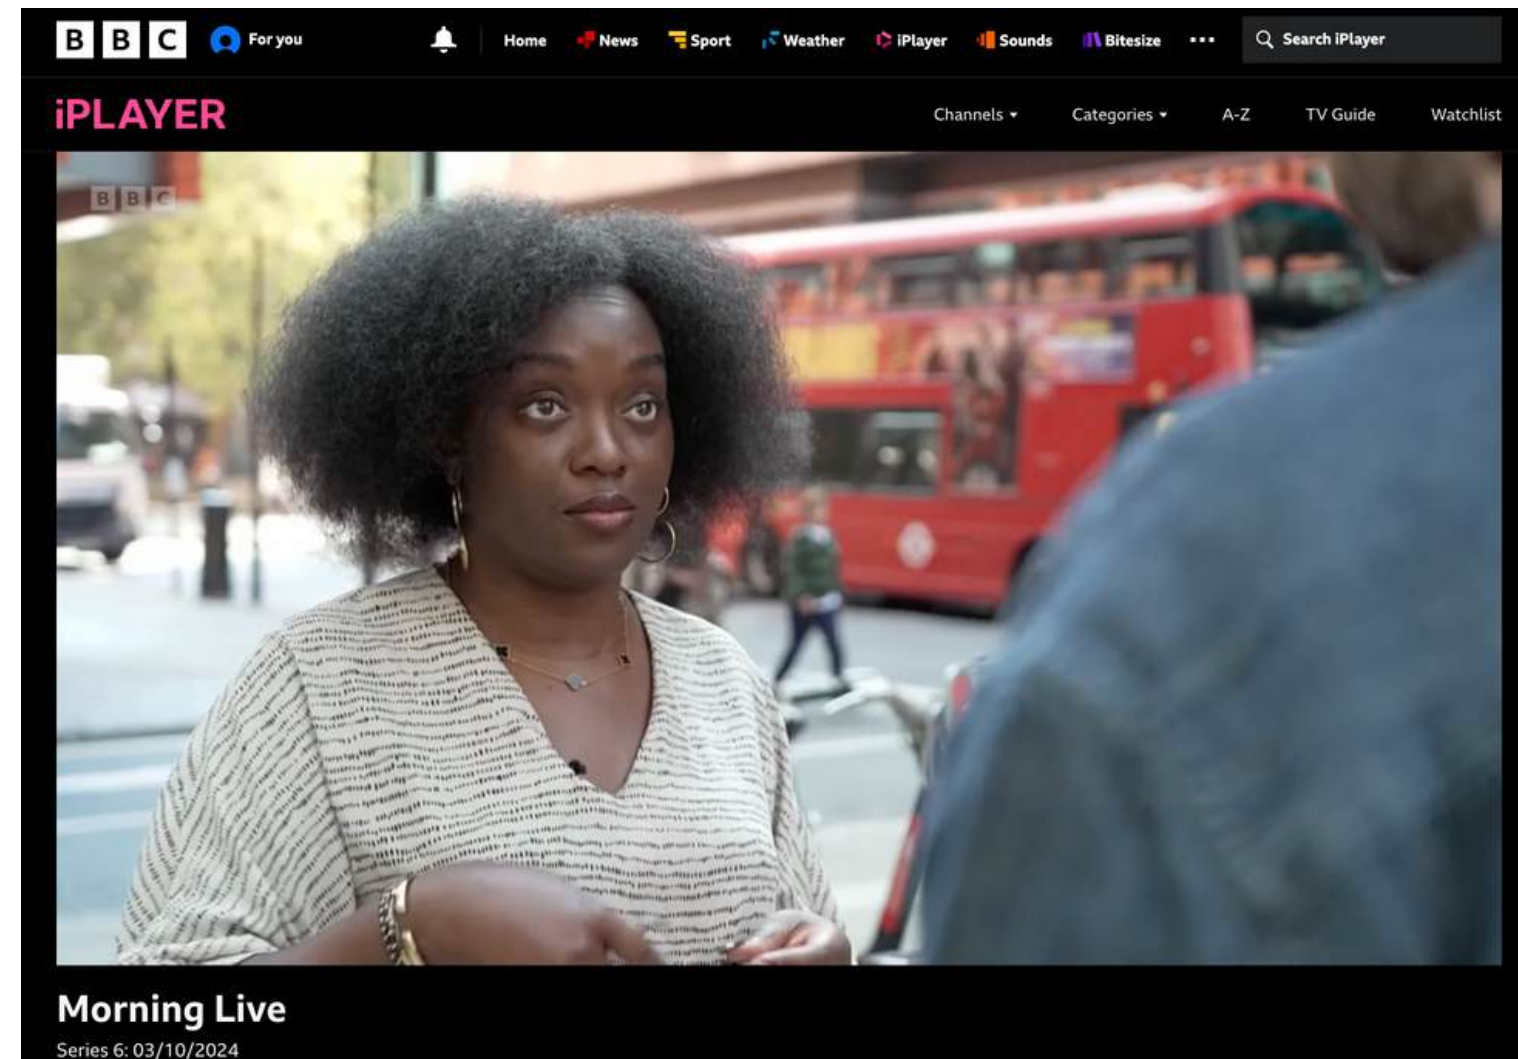 BBC For you Home News Sport Weather iPlayer Sounds Bitesize ... Search iPlayer
iPLAYER Channels Categories A-Z TV Guide Watchlist
BBC
Morning Live
Series 6: 03/10/2024